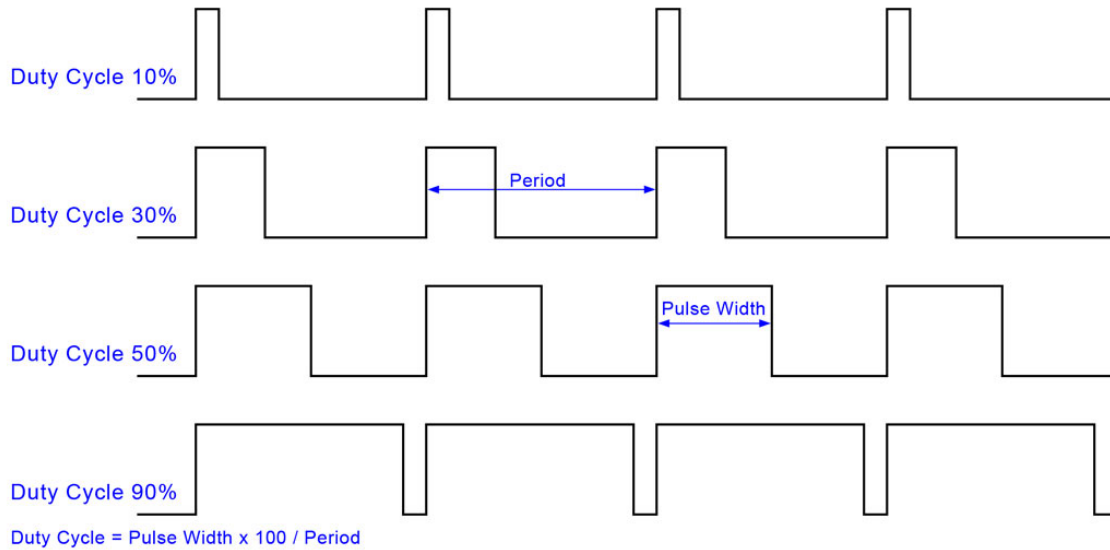 Duty Cycle 10%
Period
Duty Cycle 30%
Pulse Width
Duty Cycle 50%
Duty Cycle 90%
Duty Cycle = Pulse Width x 100 / Period